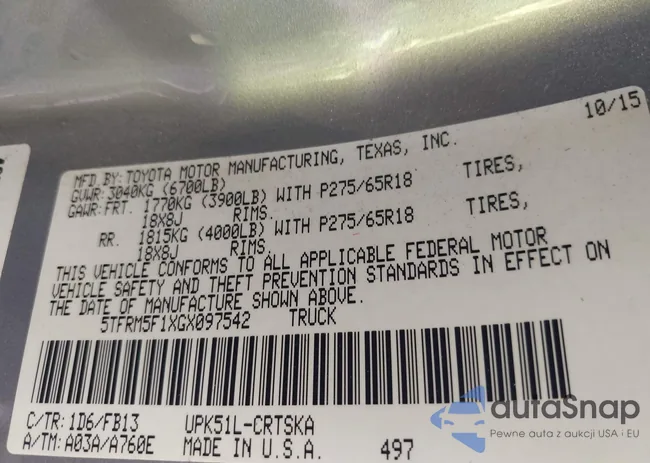 10/15
MFD.BY:TOYOTA MOTOR MANUFACTURING, TEXAS, INC.
GVWR:3040KG (6700LB)
GAWR:FRT. 1770KG (3900LB) WITH P275/65R18 TIRES,
18X8J RIMS.
RR. 1815KG (4000LB) WITH P275/65R18 TIRES,
18X8J RIMS.
THIS VEHICLE CONFORMS TO ALL APPLICABLE FEDERAL MOTOR
VEHICLE SAFETY AND THEFT PREVENTION STANDARDS IN EFFECT ON
THE DATE OF MANUFACTURE SHOWN ABOVE.
5TFRM5F1XGX097542 TRUCK
C/TR:1D6/FB13 UPK51L-CRTSKA
A/TM:A03A/A760E MADE IN U.S.A. 497
autaSnap
Pewne auta z aukcji USA i EU